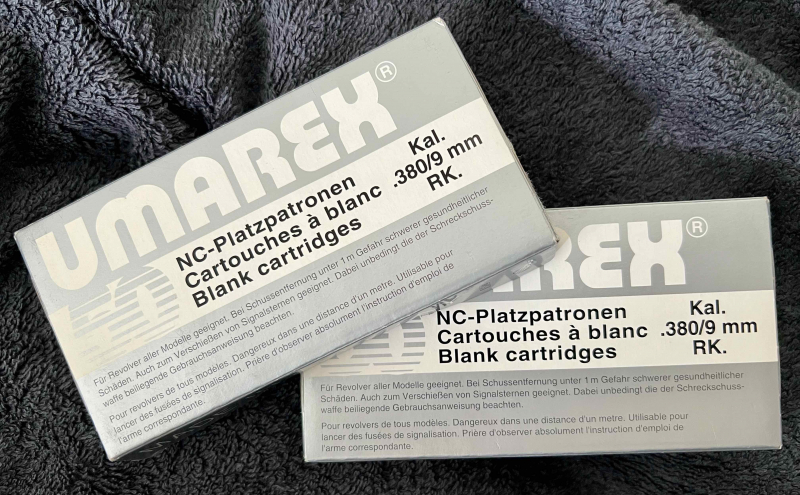 UMAREX®
50
NC-Platzpatronen
Cartouches à blanc
Blank cartridges
Kal.
.380/9 mm
RK.
Für Revolver aller Modelle geeignet. Bei Schussentfernung unter 1 m Gefahr schwerer gesundheitlicher
Schäden. Auch zum Verschießen von Signalsternen geeignet. Dabei unbedingt die der Schreckschuss-
waffe beiliegende Gebrauchsanweisung beachten.
Pour revolvers de tous modèles. Dangereux dans une distance d'un metre. Utilisable pour
lancer des fusées de signalisation. Prière d'observer absolument l'instruction d'emploi de
l'arme correspondante.
AREX®
NC-Platzpatronen
Cartouches à blanc
Blank cartridges
Kal.
.380/9 mm
RK.
Für Revolver aller Modelle geeignet. Bei Schussentfernung unter 1 m Gefahr schwerer gesundheitlicher
Schäden. Auch zum Verschießen von Signalsternen geeignet. Dabei unbedingt die der Schreckschuss-
waffe beiliegende Gebrauchsanweisung beachten.
Pour revolvers de tous modèles. Dangereux dans une distance d'un metre. Utilisable pour
lancer des fusées de signalisation. Prière d'observer absolument l'instruction d'emploi de
l'arme correspondante.